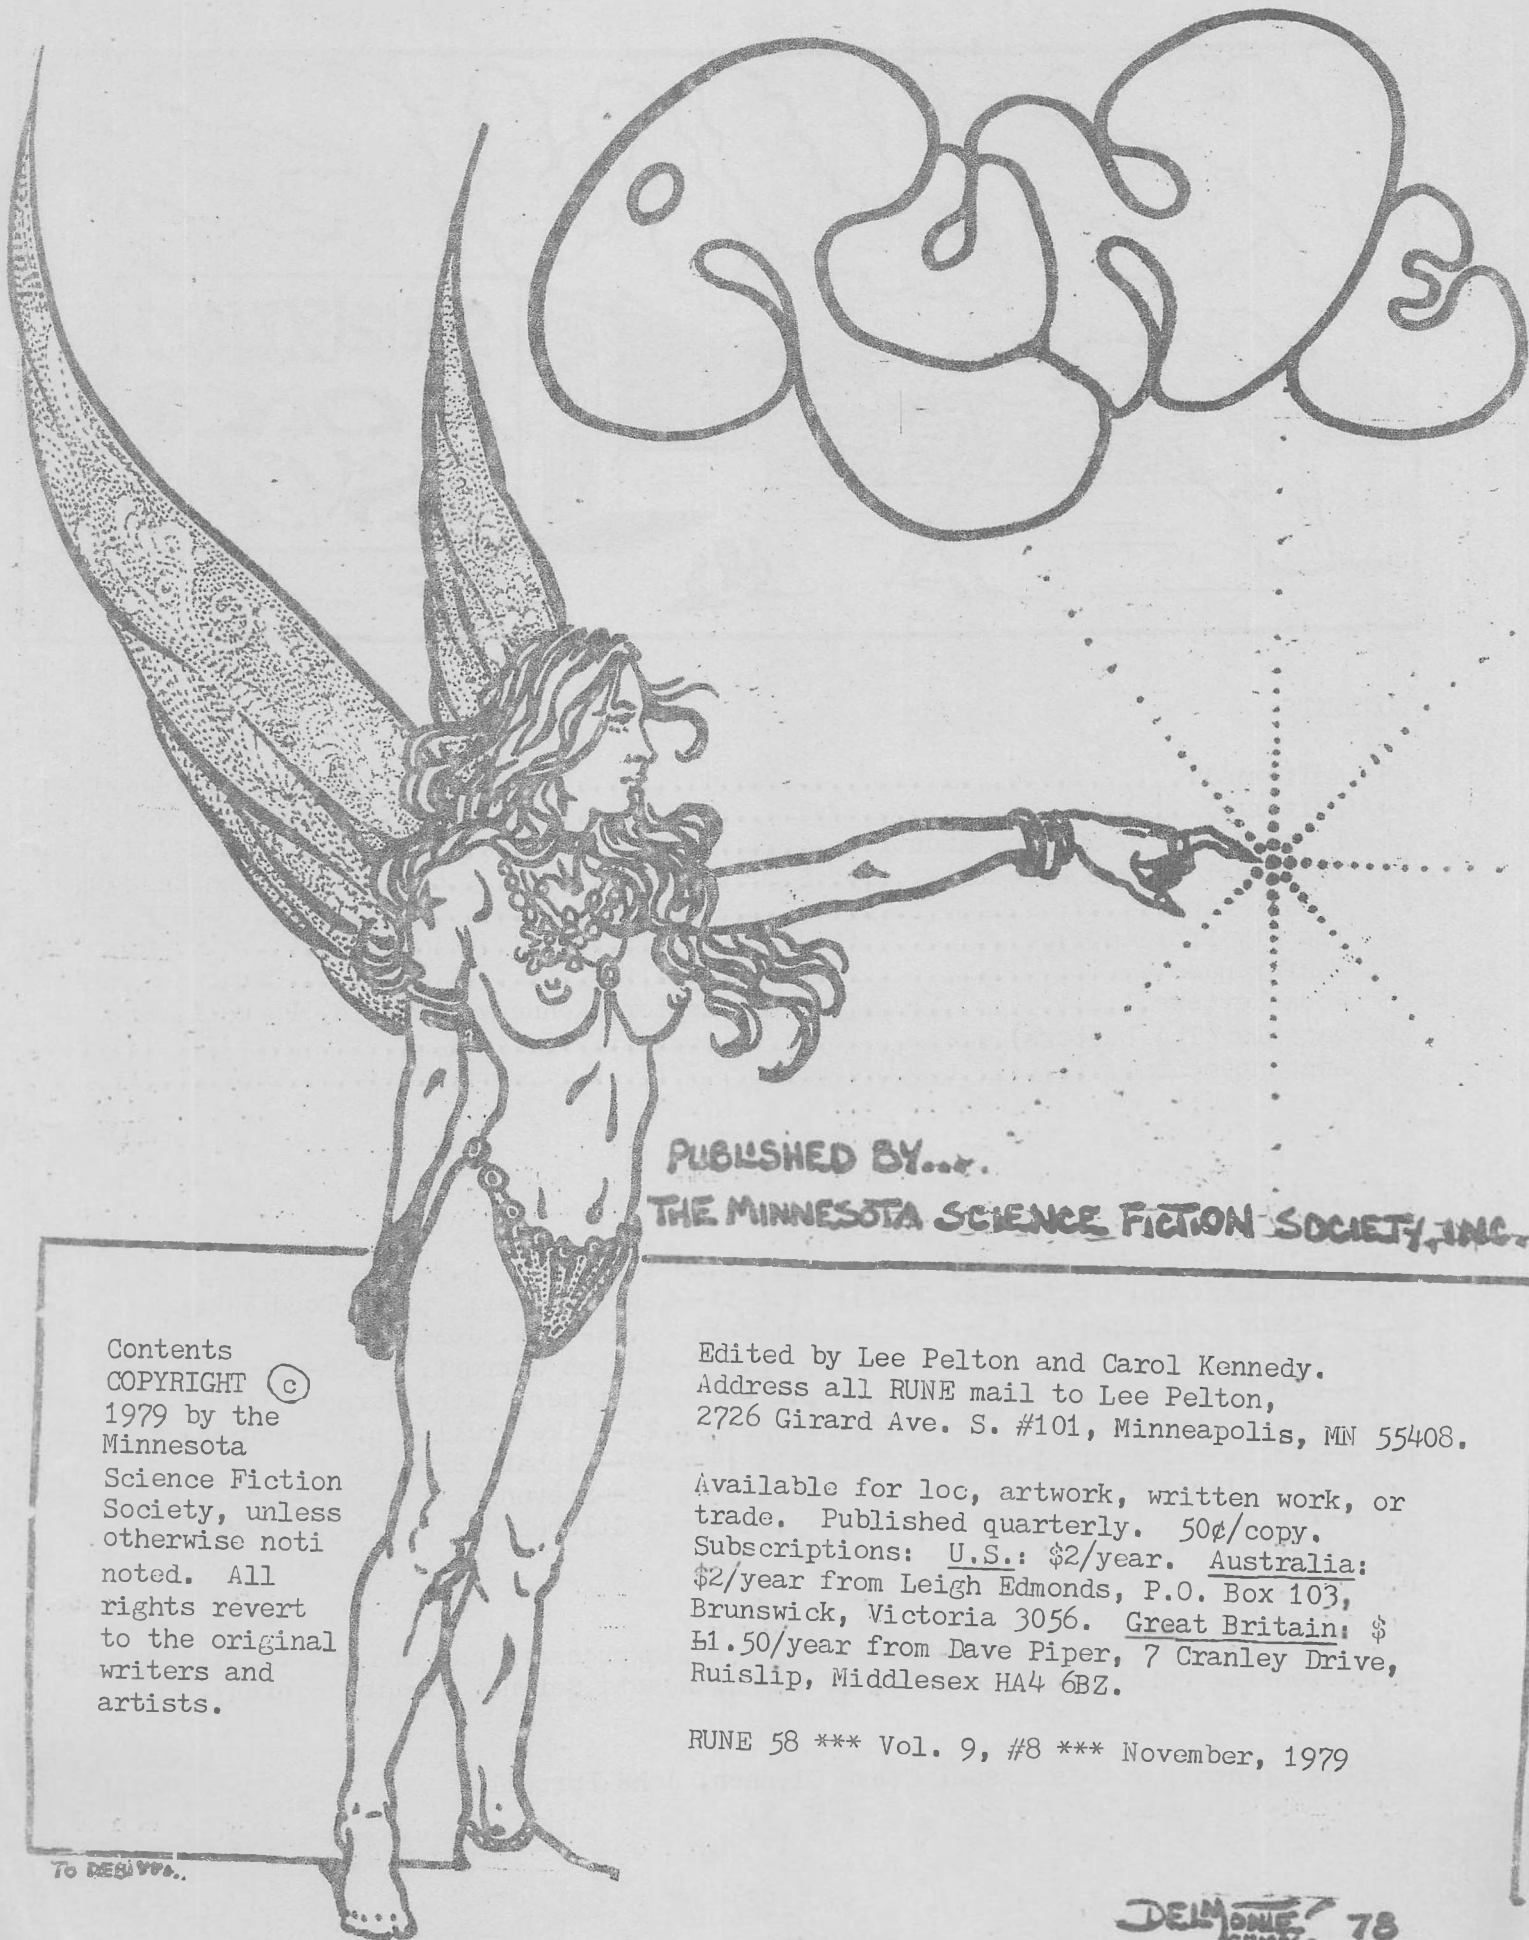 RUNE
PUBLISHED BY....
THE MINNESOTA SCIENCE FICTION SOCIETY, INC.
Contents
COPYRIGHT ©
1979 by the
Minnesota
Science Fiction
Society, unless
otherwise noti
noted. All
rights revert
to the original
writers and
artists.
Edited by Lee Pelton and Carol Kennedy.
Address all RUNE mail to Lee Pelton,
2726 Girard Ave. S. #101, Minneapolis, MN 55408.
Available for loc, artwork, written work, or
trade. Published quarterly. 50¢/copy.
Subscriptions: U.S.: $2/year. Australia:
$2/year from Leigh Edmonds, P.O. Box 103,
Brunswick, Victoria 3056. Great Britain: $
£1.50/year from Dave Piper, 7 Cranley Drive,
Ruislip, Middlesex HA4 6BZ.
RUNE 58 *** Vol. 9, #8 *** November, 1979
TO DEBI
DELMONTE 78